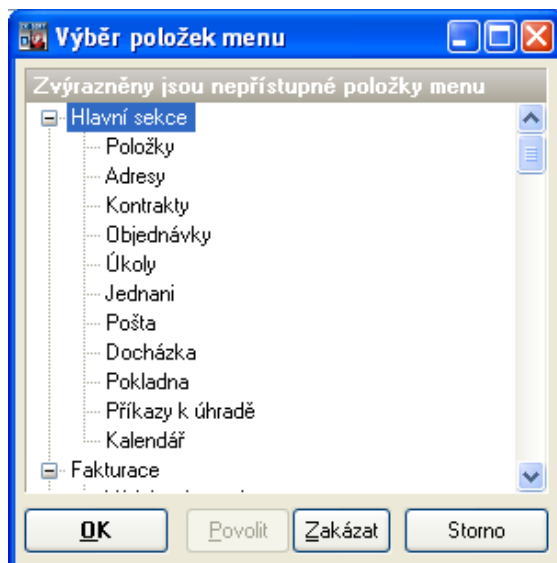 Výběr položek menu
Zvýrazněny jsou nepřístupné položky menu
Hlavní sekce
Položky
Adresy
Kontrakty
Objednávky
Úkoly
Jednani
Pošta
Docházka
Pokladna
Příkazy k úhradě
Kalendář
Fakturace
OK Povolit Zakázat Storno